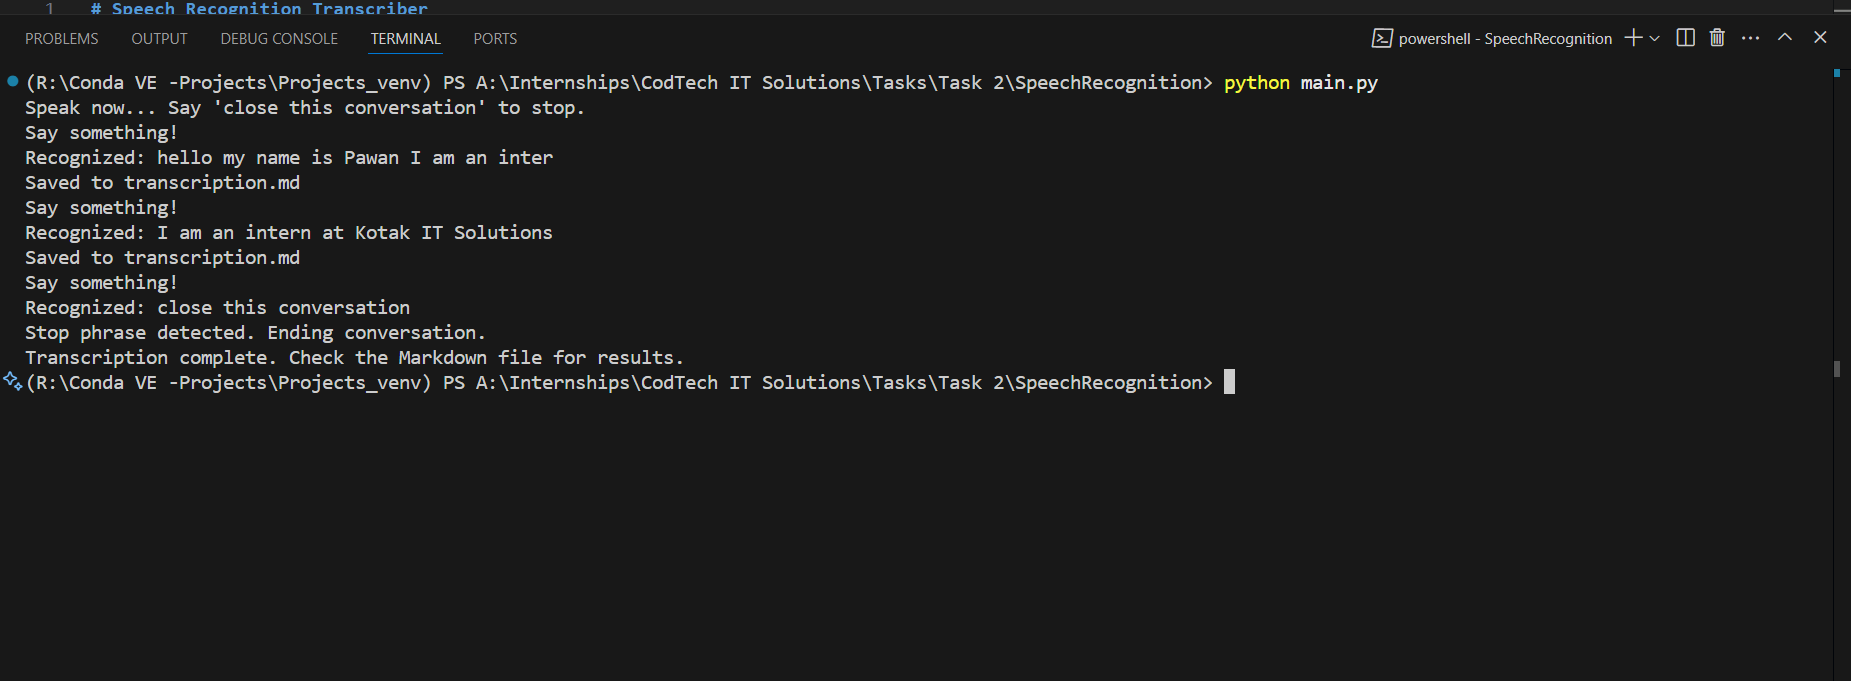 1 # Speech Recognition Transcriber
PROBLEMS OUTPUT DEBUG CONSOLE TERMINAL PORTS powershell - SpeechRecognition
(R:\Conda VE -Projects\Projects_venv) PS A:\Internships\CodTech IT Solutions\Tasks\Task 2\SpeechRecognition> python main.py
Speak now... Say 'close this conversation' to stop.
Say something!
Recognized: hello my name is Pawan I am an inter
Saved to transcription.md
Say something!
Recognized: I am an intern at Kotak IT Solutions
Saved to transcription.md
Say something!
Recognized: close this conversation
Stop phrase detected. Ending conversation.
Transcription complete. Check the Markdown file for results.
(R:\Conda VE -Projects\Projects_venv) PS A:\Internships\CodTech IT Solutions\Tasks\Task 2\SpeechRecognition>